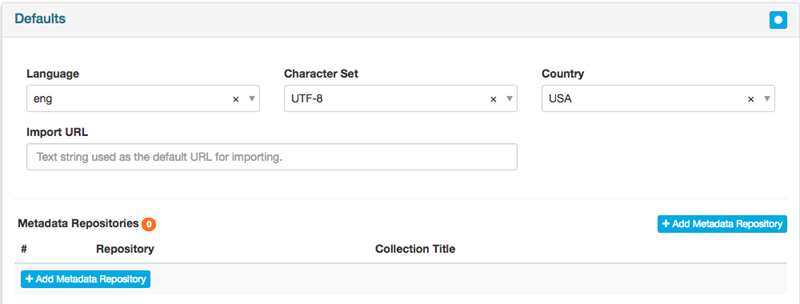 Defaults
Language Character Set Country
eng × UTF-8 × USA ×
Import URL
Text string used as the default URL for importing.
Metadata Repositories 0 + Add Metadata Repository
# Repository Collection Title
+ Add Metadata Repository